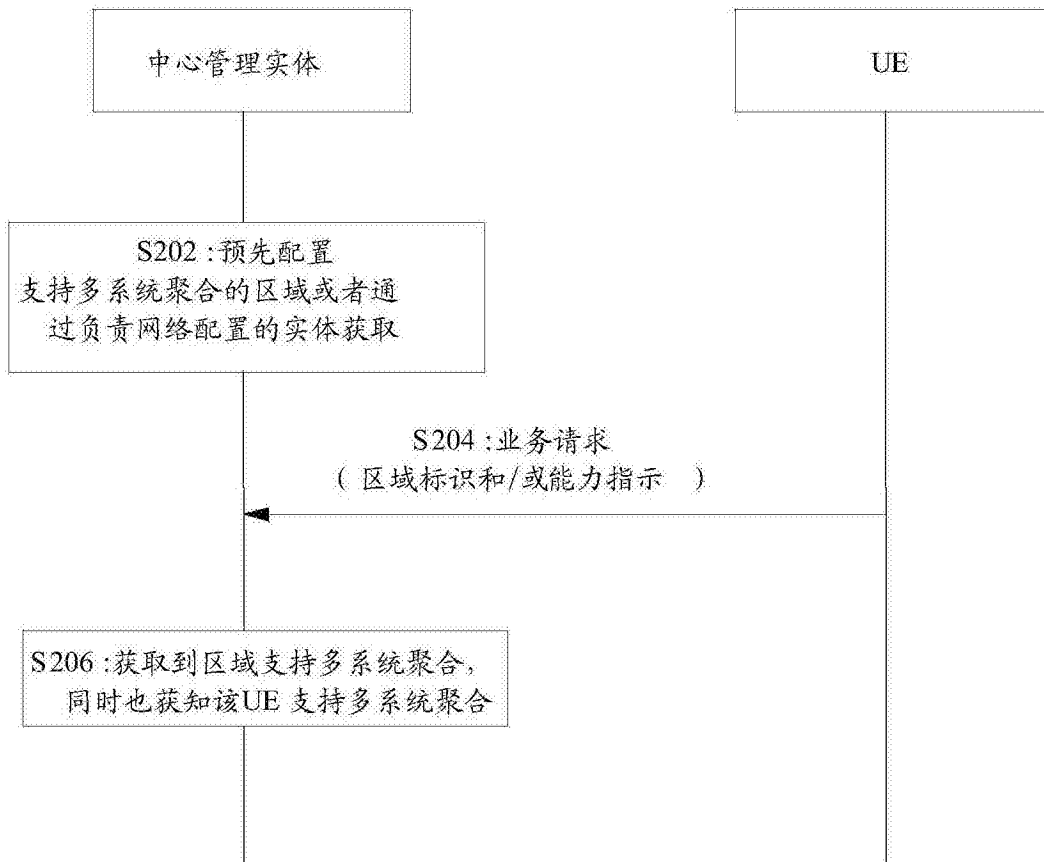 中心管理实体
UE
S202 :预先配置
支持多系统聚合的区域或者通
过负责网络配置的实体获取
S204 :业务请求
( 区域标识和/或能力指示 )
S206 :获取到区域支持多系统聚合,
同时也获知该UE 支持多系统聚合